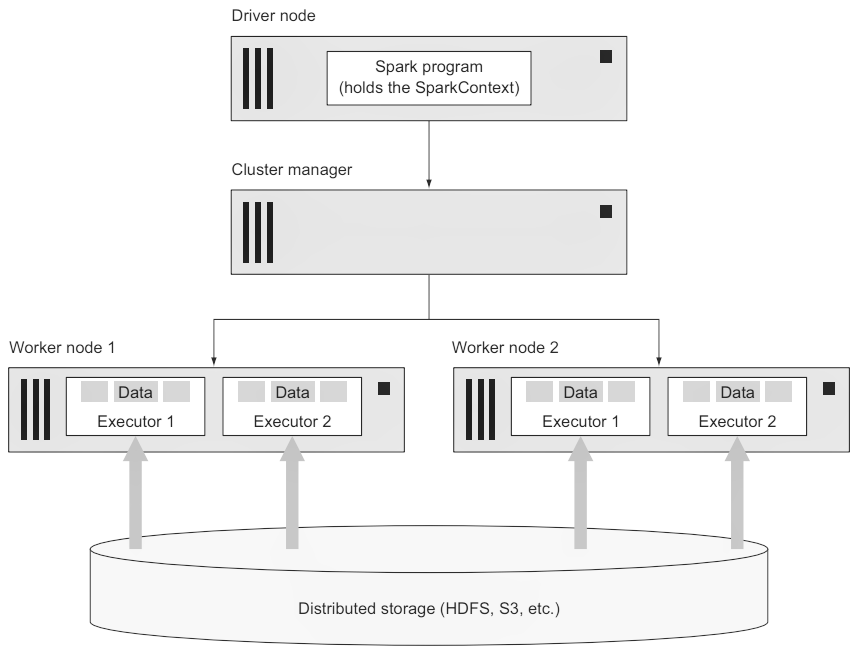 Driver node
Spark program
(holds the SparkContext)
Cluster manager
Worker node 1
Worker node 2
Data
Data
Data
Data
Executor 1
Executor 2
Executor 1
Executor 2
Distributed storage (HDFS, S3, etc.)